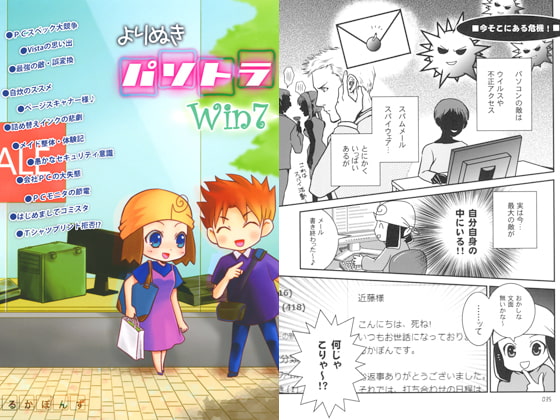 よりぬき
パソトラ
Win7
●PCスペック大競争
●Vistaの思い出
●最強の敵・誤変換
●自炊のススメ
●ページスキャナー様♪
●詰め替えインクの悲劇
●メイド整体・体験記
●愚かなセキュリティ意識
●会社PCの大失態
●PCモニタの節電
●はじめましてコミスタ
●Tシャツプリント拒否!?
ALE
るかぽんず
■今そこにある危機！■
パソコンの敵は
ウイルスや
不正アクセス
スパムメール
スパイウェア…
とにかく
いっぱい
あるが
実は今…
最大の敵が
自分自身の
中にいる!!
メール
書き終わった～♪
おかしな
文面
無いかな～
……ッて
何じゃ
こりゃ～!?
16)
(418)
近藤様
こんにちは、死ね!
いつもお世話になっており
るかぽんです。
お返事ありがとうございました。
それでは、打ち合わせの日程は